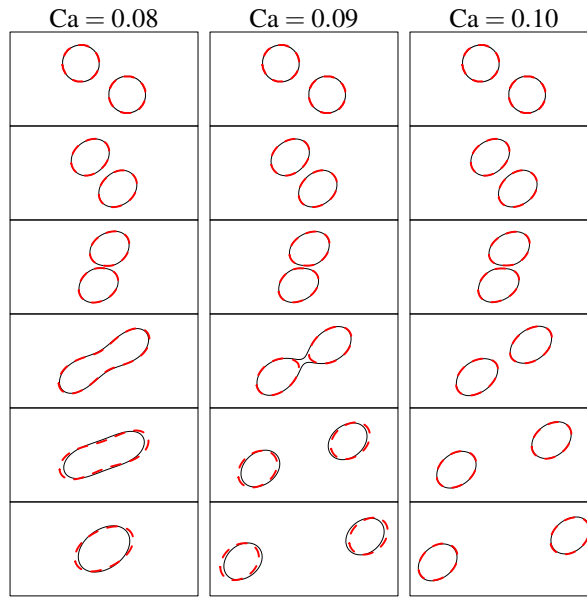 Ca = 0.08 Ca = 0.09 Ca = 0.10